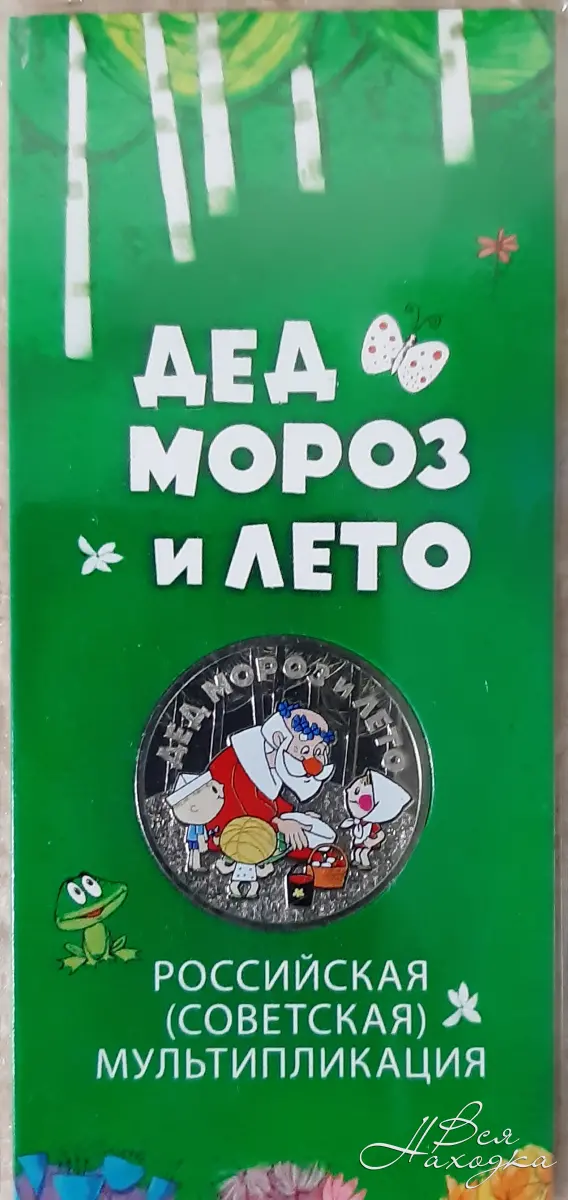 ДЕД
МОРОЗ
и ЛЕТО
ДЕД МОРОЗ И ЛЕТО
РОССИЙСКАЯ
(СОВЕТСКАЯ)
МУЛЬТИПЛИКАЦИЯ
Вся
Находка